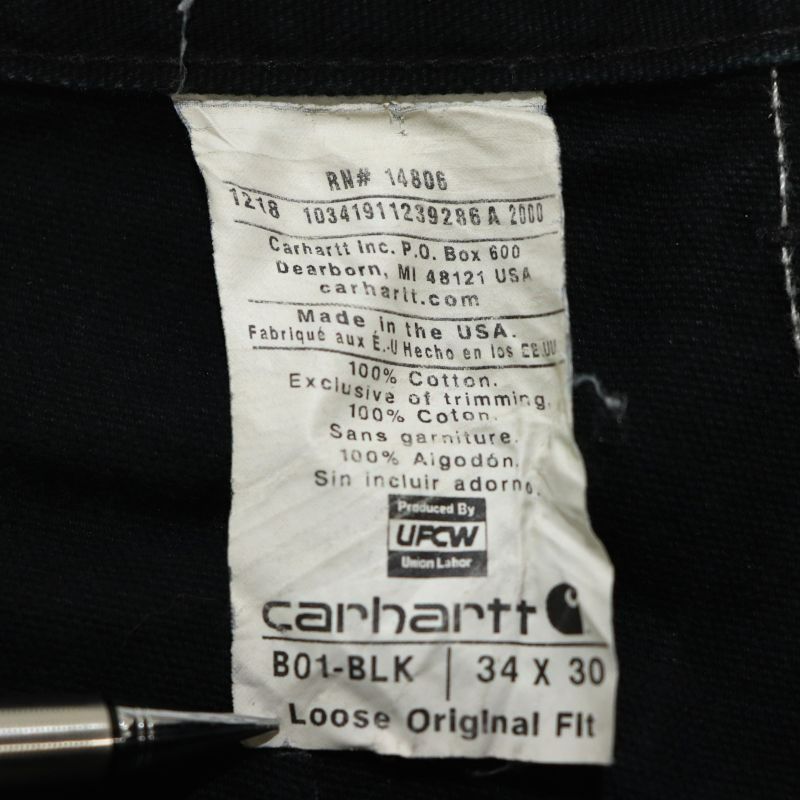 RN# 14806
1218 10341911239286 A 2000
Carhartt Inc. P.O. Box 600
Dearborn, MI 48121 USA
carhartt.com
Made in the USA.
Fabriqué aux É.-U Hecho en los EE.UU
100% Cotton.
Exclusive of trimming.
100% Coton.
Sans garniture.
100% Algodón.
Sin incluir adorno.
Produced By
UFCW
Union Labor
carhartt
B01-BLK | 34 X 30
Loose Original Fit